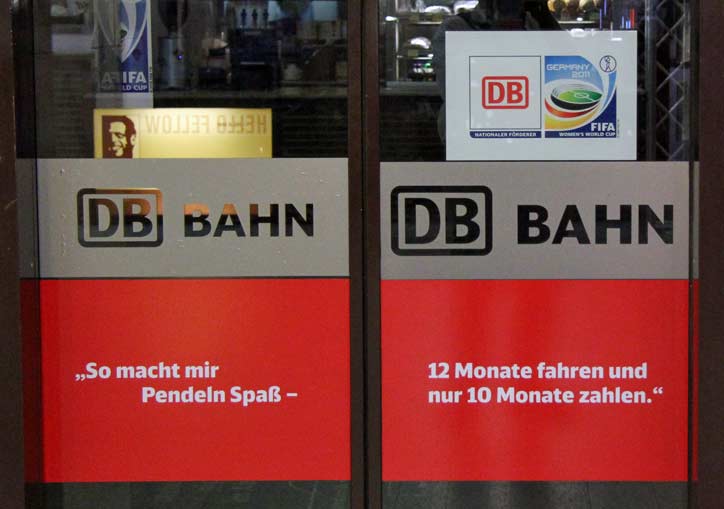 FIFA
WORLD CUP
HELLO FELLOW
DB BAHN
„So macht mir
Pendeln Spaß –
DB
NATIONALER FÖRDERER
GERMANY
2011
FIFA
WOMEN'S WORLD CUP
DB BAHN
12 Monate fahren und
nur 10 Monate zahlen.“